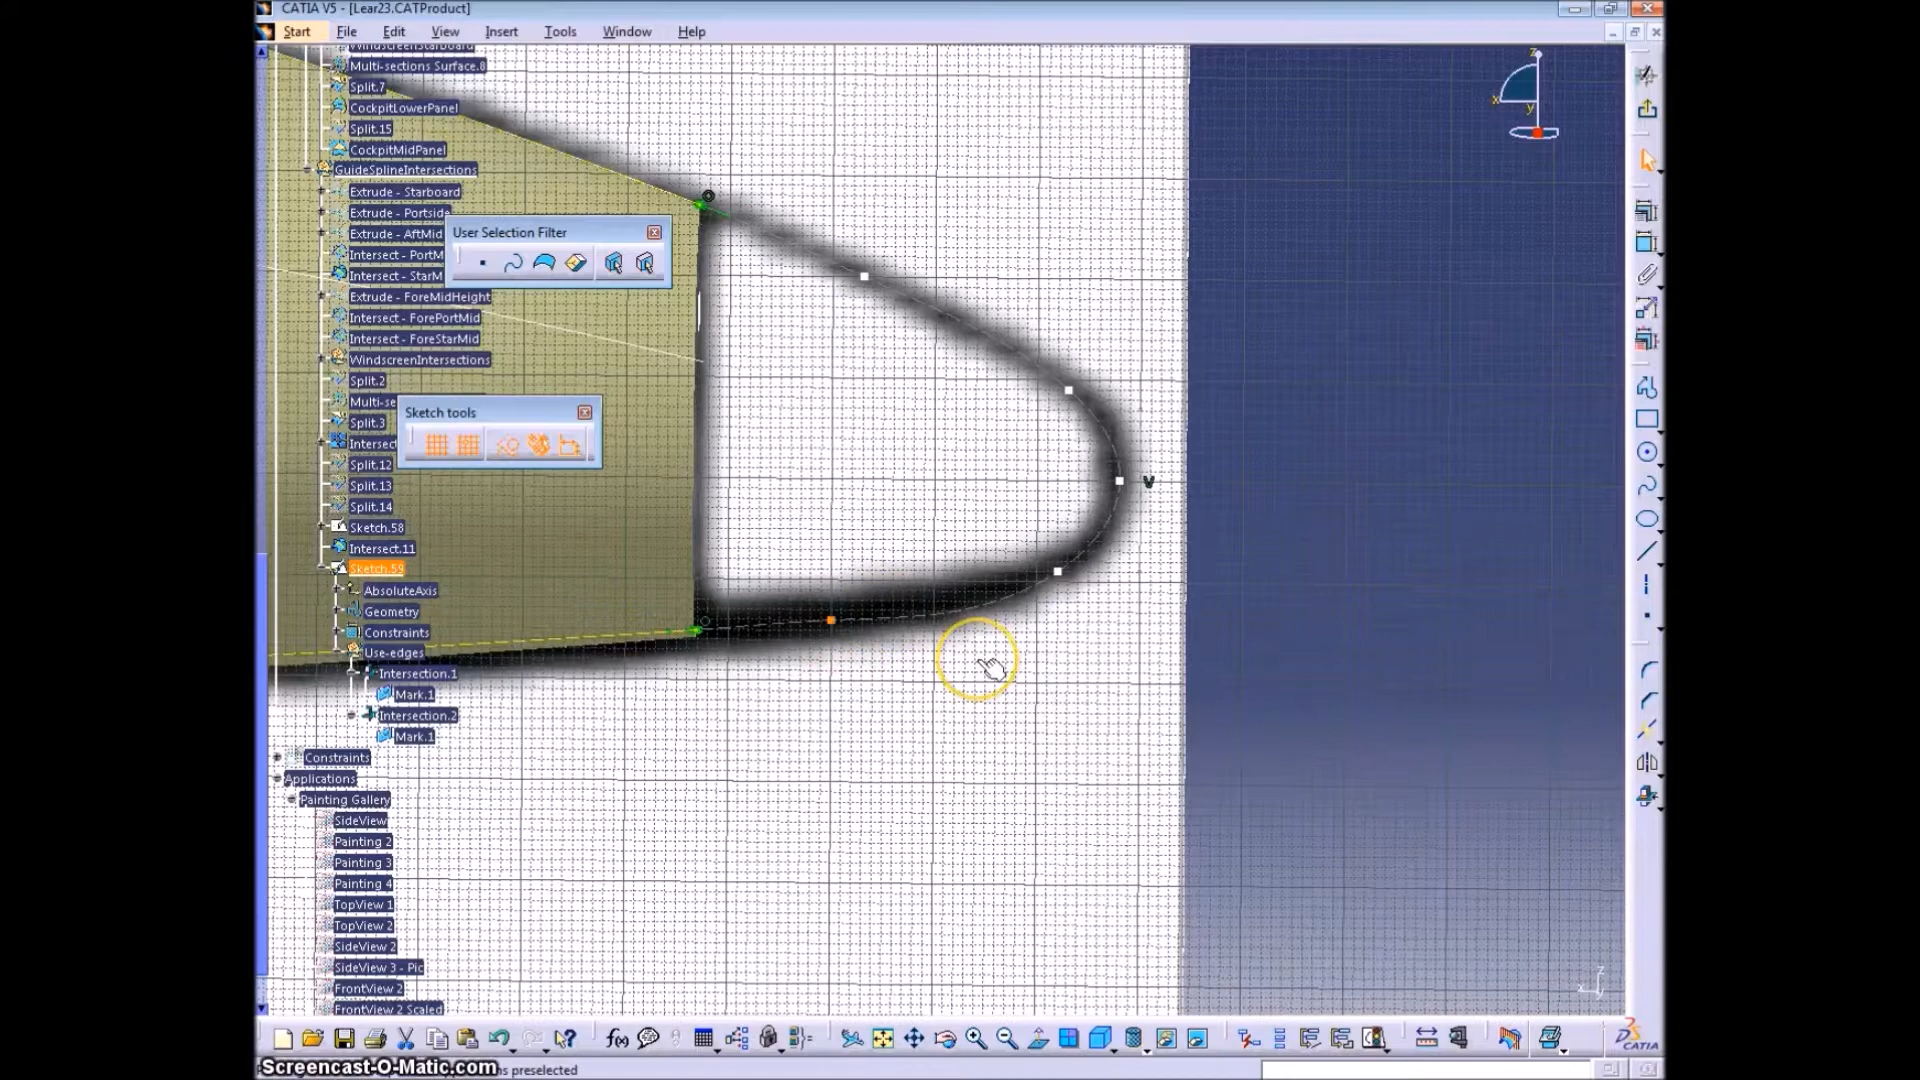 CATIA V5 - [Lear23.CATProduct]
Start File Edit View Insert Tools Window Help
WindscreenStarboard
Multi-sections Surface.8
Split.7
CockpitLowerPanel
Split.15
CockpitMidPanel
GuideSplineIntersections
Extrude - Starboard
Extrude - Portside
Extrude - AftMid
Intersect - PortM
Intersect - StarM
Extrude - ForeMidHeight
Intersect - ForePortMid
Intersect - ForeStarMid
WindscreenIntersections
Split.2
Multi-se
Split.3
Intersect
Split.12
Split.13
Split.14
Sketch.58
Intersect.11
Sketch.59
AbsoluteAxis
Geometry
Constraints
Use-edges
Intersection.1
Mark.1
Intersection.2
Mark.1
Constraints
Applications
Painting Gallery
SideView
Painting 2
Painting 3
Painting 4
TopView 1
TopView 2
SideView 2
SideView 3 - Pic
FrontView 2
FrontView 2 Scaled
User Selection Filter
Sketch tools
V
z
x
y
z
x
y
f(x)
CATIA
Screencast-O-Matic.com
preselected